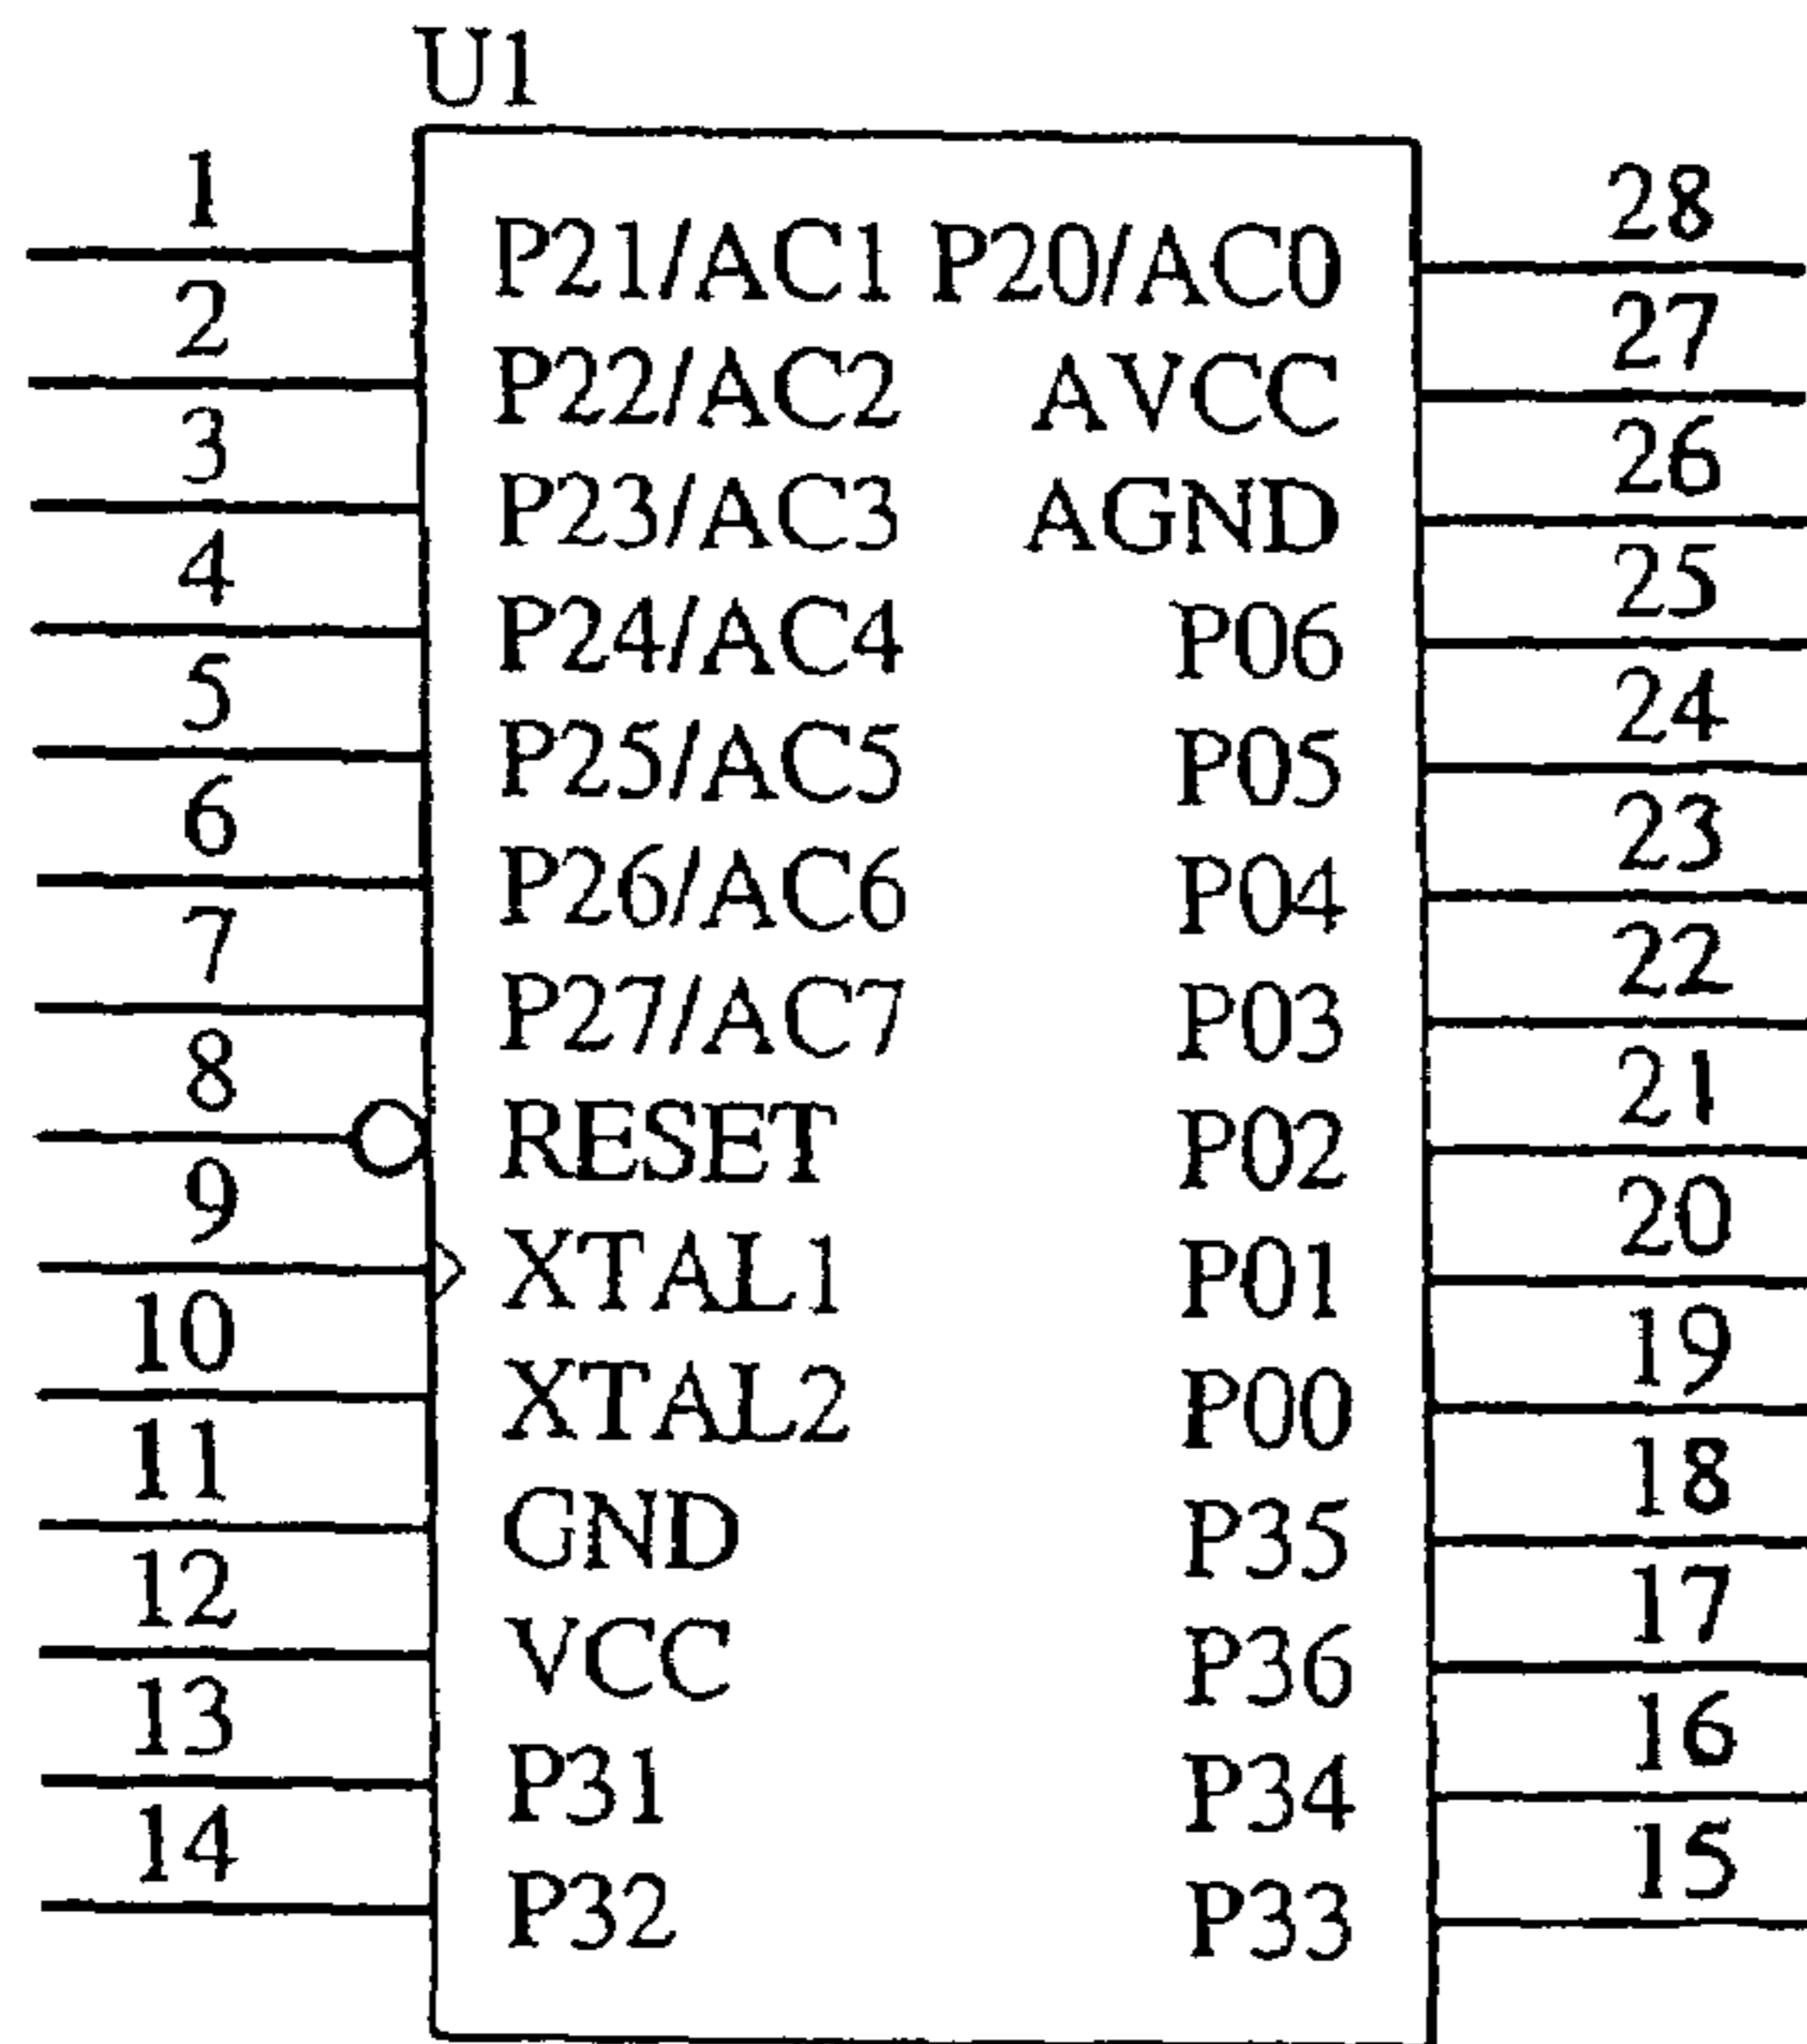 U1
1 P21/AC1 P20/AC0 28
2 P22/AC2 AVCC 27
3 P23/AC3 AGND 26
4 P24/AC4 P06 25
5 P25/AC5 P05 24
6 P26/AC6 P04 23
7 P27/AC7 P03 22
8 RESET P02 21
9 XTAL1 P01 20
10 XTAL2 P00 19
11 GND P35 18
12 VCC P36 17
13 P31 P34 16
14 P32 P33 15